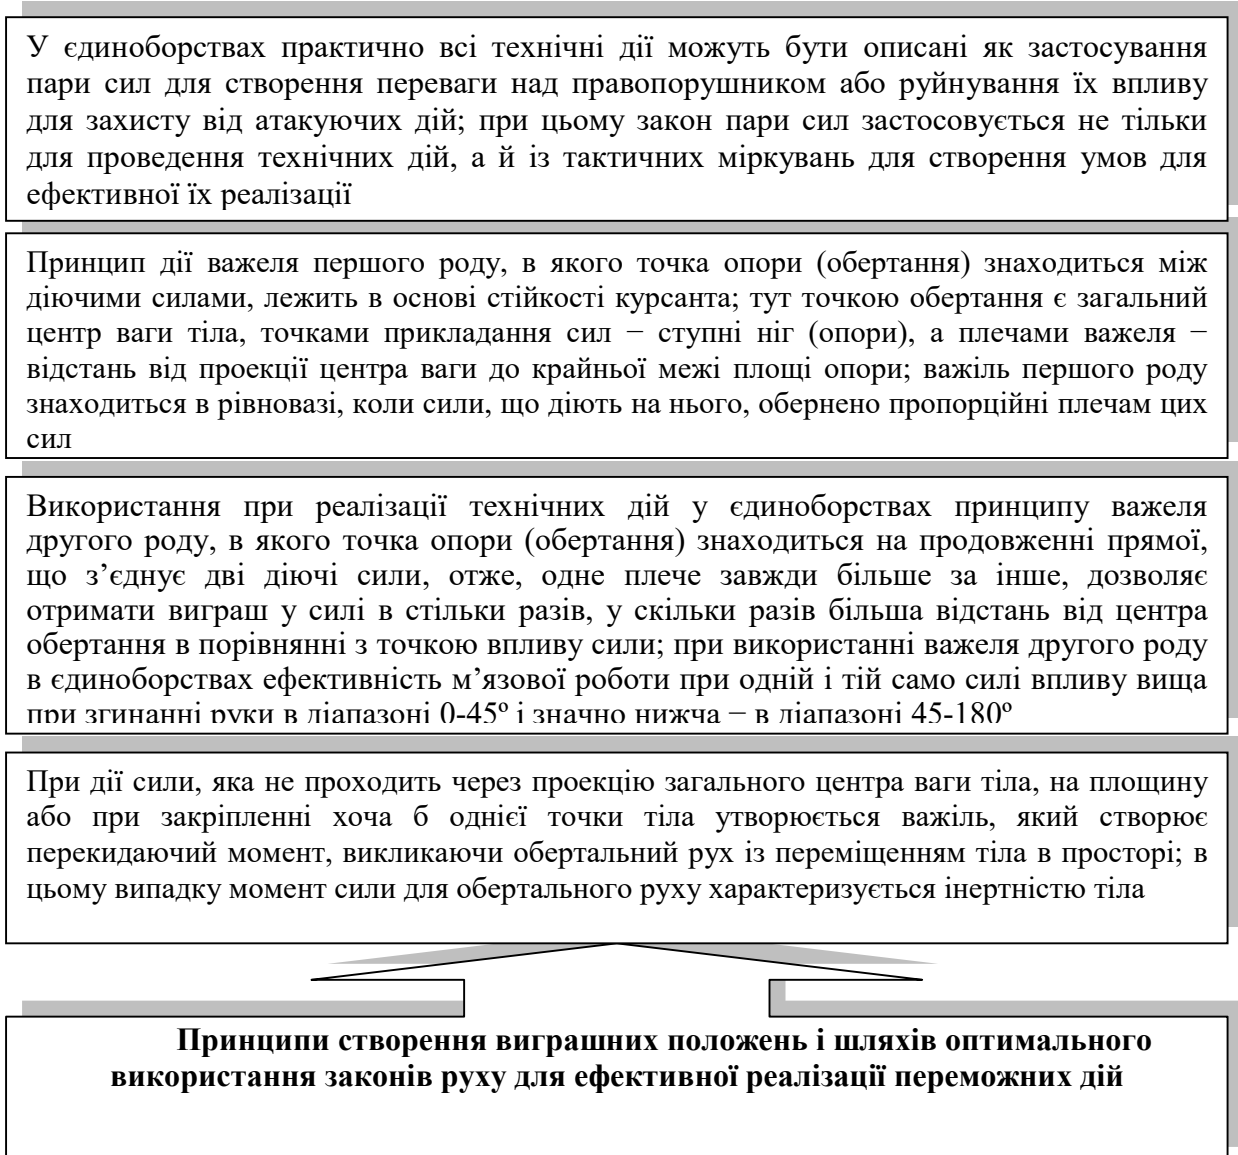 У єдиноборствах практично всі технічні дії можуть бути описані як застосування
пари сил для створення переваги над правопорушником або руйнування їх впливу
для захисту від атакуючих дій; при цьому закон пари сил застосовується не тільки
для проведення технічних дій, а й із тактичних міркувань для створення умов для
ефективної їх реалізації
Принцип дії важеля першого роду, в якого точка опори (обертання) знаходиться між
діючими силами, лежить в основі стійкості курсанта; тут точкою обертання є загальний
центр ваги тіла, точками прикладання сил − ступні ніг (опори), а плечами важеля −
відстань від проекції центра ваги до крайньої межі площі опори; важіль першого роду
знаходиться в рівновазі, коли сили, що діють на нього, обернено пропорційні плечам цих
сил
Використання при реалізації технічних дій у єдиноборствах принципу важеля
другого роду, в якого точка опори (обертання) знаходиться на продовженні прямої,
що з’єднує дві діючі сили, отже, одне плече завжди більше за інше, дозволяє
отримати виграш у силі в стільки разів, у скільки разів більша відстань від центра
обертання в порівнянні з точкою впливу сили; при використанні важеля другого роду
в єдиноборствах ефективність м’язової роботи при одній і тій само силі впливу вища
при згинанні руки в діапазоні 0-45º і значно нижча − в діапазоні 45-180º
При дії сили, яка не проходить через проекцію загального центра ваги тіла, на площину
або при закріпленні хоча б однієї точки тіла утворюється важіль, який створює
перекидаючий момент, викликаючи обертальний рух із переміщенням тіла в просторі; в
цьому випадку момент сили для обертального руху характеризується інертністю тіла
Принципи створення виграшних положень і шляхів оптимального
використання законів руху для ефективної реалізації переможних дій